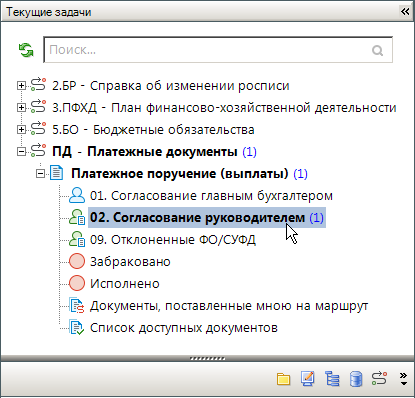 Текущие задачи
Поиск...
2.БР - Справка об изменении росписи
3.ПФХД - План финансово-хозяйственной деятельности
5.БО - Бюджетные обязательства
ПД - Платежные документы (1)
Платежное поручение (выплаты) (1)
01. Согласование главным бухгалтером
02. Согласование руководителем (1)
09. Отклоненные ФО/СУФД
Забраковано
Исполнено
Документы, поставленные мною на маршрут
Список доступных документов